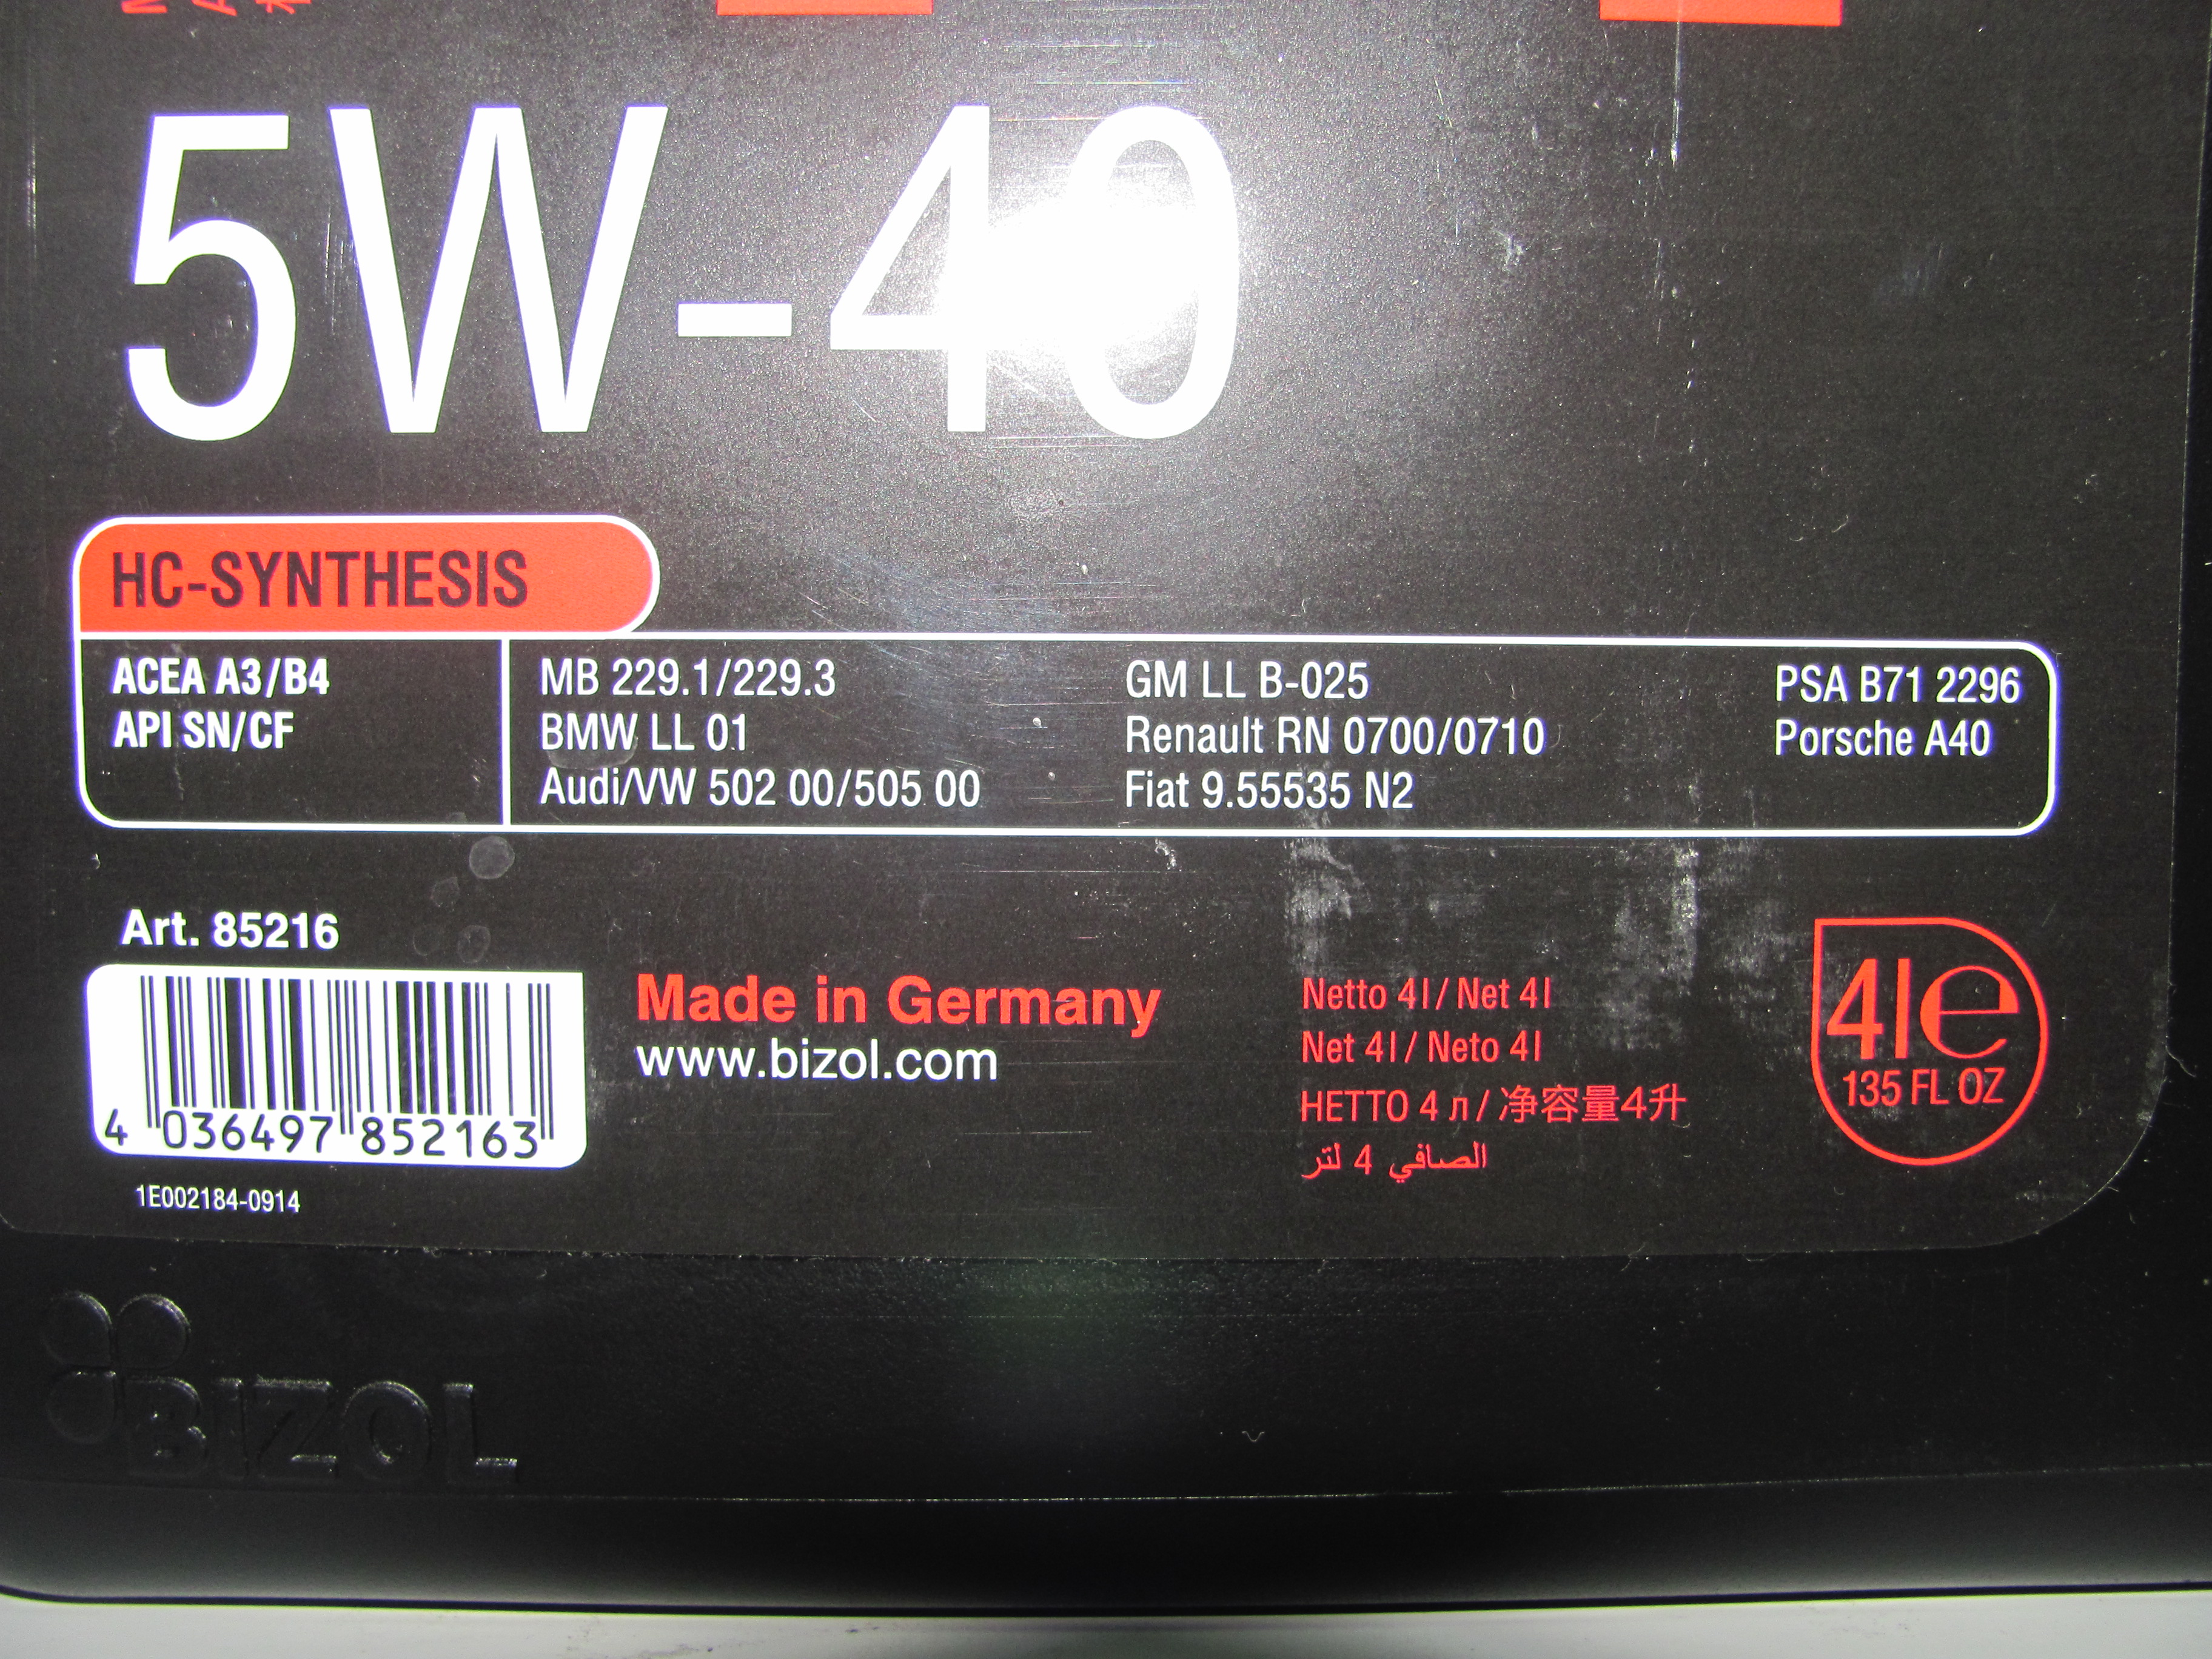 5W-40
HC-SYNTHESIS
ACEA A3/B4
API SN/CF
MB 229.1/229.3
BMW LL 01
Audi/VW 502 00/505 00
GM LL B-025
Renault RN 0700/0710
Fiat 9.55535 N2
PSA B71 2296
Porsche A40
Art. 85216
4 036497 852163
1E002184-0914
Made in Germany
www.bizol.com
Netto 4l / Net 4l
Net 4l / Neto 4l
НЕТТО 4 л / 净容量4升
الصافي 4 لتر
4l e
135 FL OZ
BIZOL